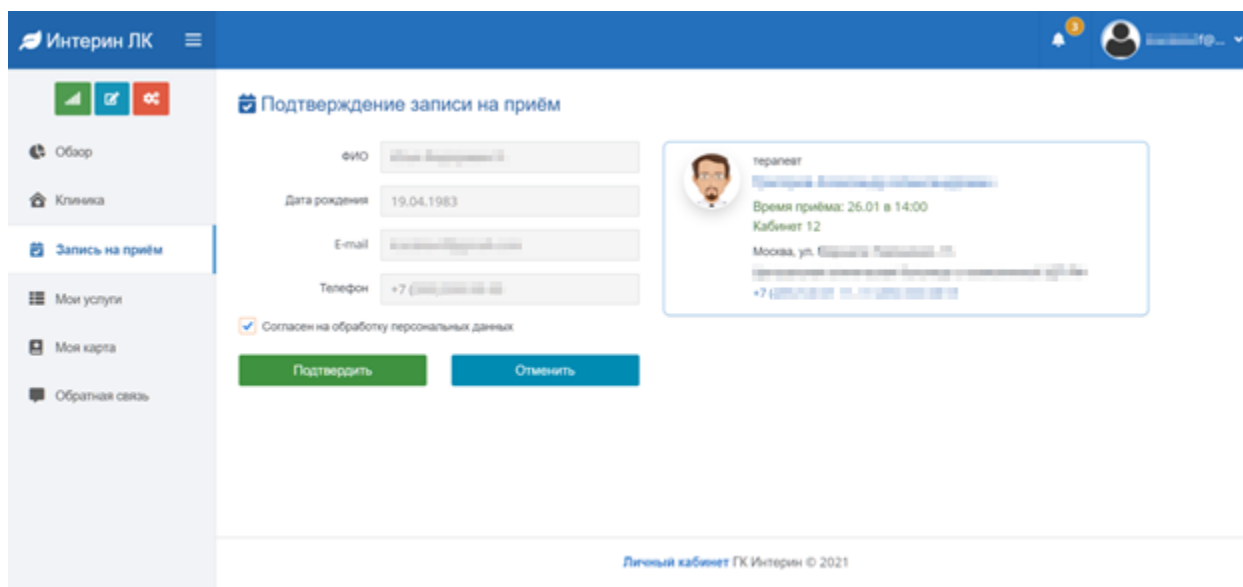 Интерин ЛК
3
Обзор
Клиника
Запись на приём
Мои услуги
Моя карта
Обратная связь
Подтверждение записи на приём
ФИО
Дата рождения 19.04.1983
E-mail
Телефон +7 (
Согласен на обработку персональных данных
Подтвердить Отменить
терапевт
Время приёма: 26.01 в 14:00
Кабинет 12
Москва, ул.
+7 (
Личный кабинет ГК Интерин © 2021